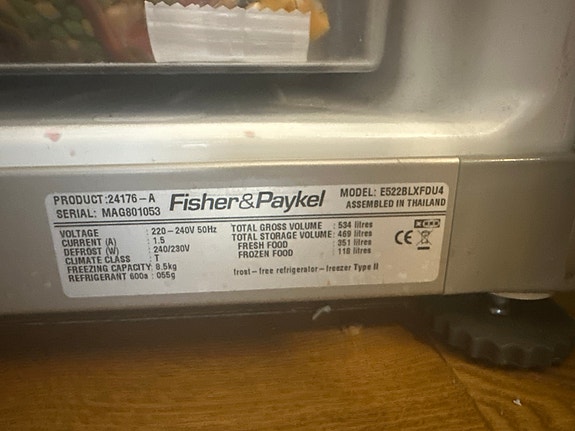 PRODUCT:24176-A Fisher&Paykel MODEL: E522BLXFDU4
SERIAL: MAG801053 ASSEMBLED IN THAILAND
VOLTAGE : 220-240V 50Hz
CURRENT (A) : 1.5
DEFROST (W) : 240/230V
CLIMATE CLASS : T
FREEZING CAPACITY: 8.5kg
REFRIGERANT 600a : 055g
TOTAL GROSS VOLUME : 534 litres
TOTAL STORAGE VOLUME: 469 litres
FRESH FOOD : 351 litres
FROZEN FOOD : 118 litres
frost-free refrigerator-freezer Type II
CE